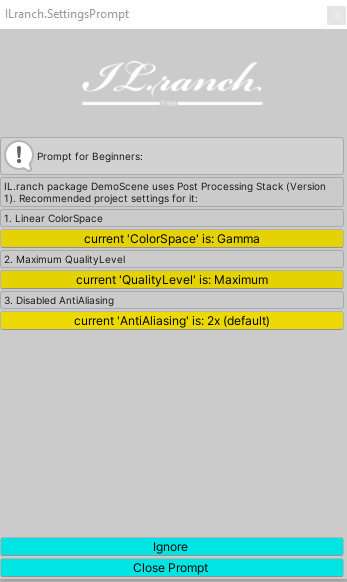 ILranch.SettingsPrompt
x
IL.ranch
Prompt for Beginners:
IL.ranch package DemoScene uses Post Processing Stack (Version
1). Recommended project settings for it:
1. Linear ColorSpace
current 'ColorSpace' is: Gamma
2. Maximum QualityLevel
current 'QualityLevel' is: Maximum
3. Disabled AntiAliasing
current 'AntiAliasing' is: 2x (default)
Ignore
Close Prompt